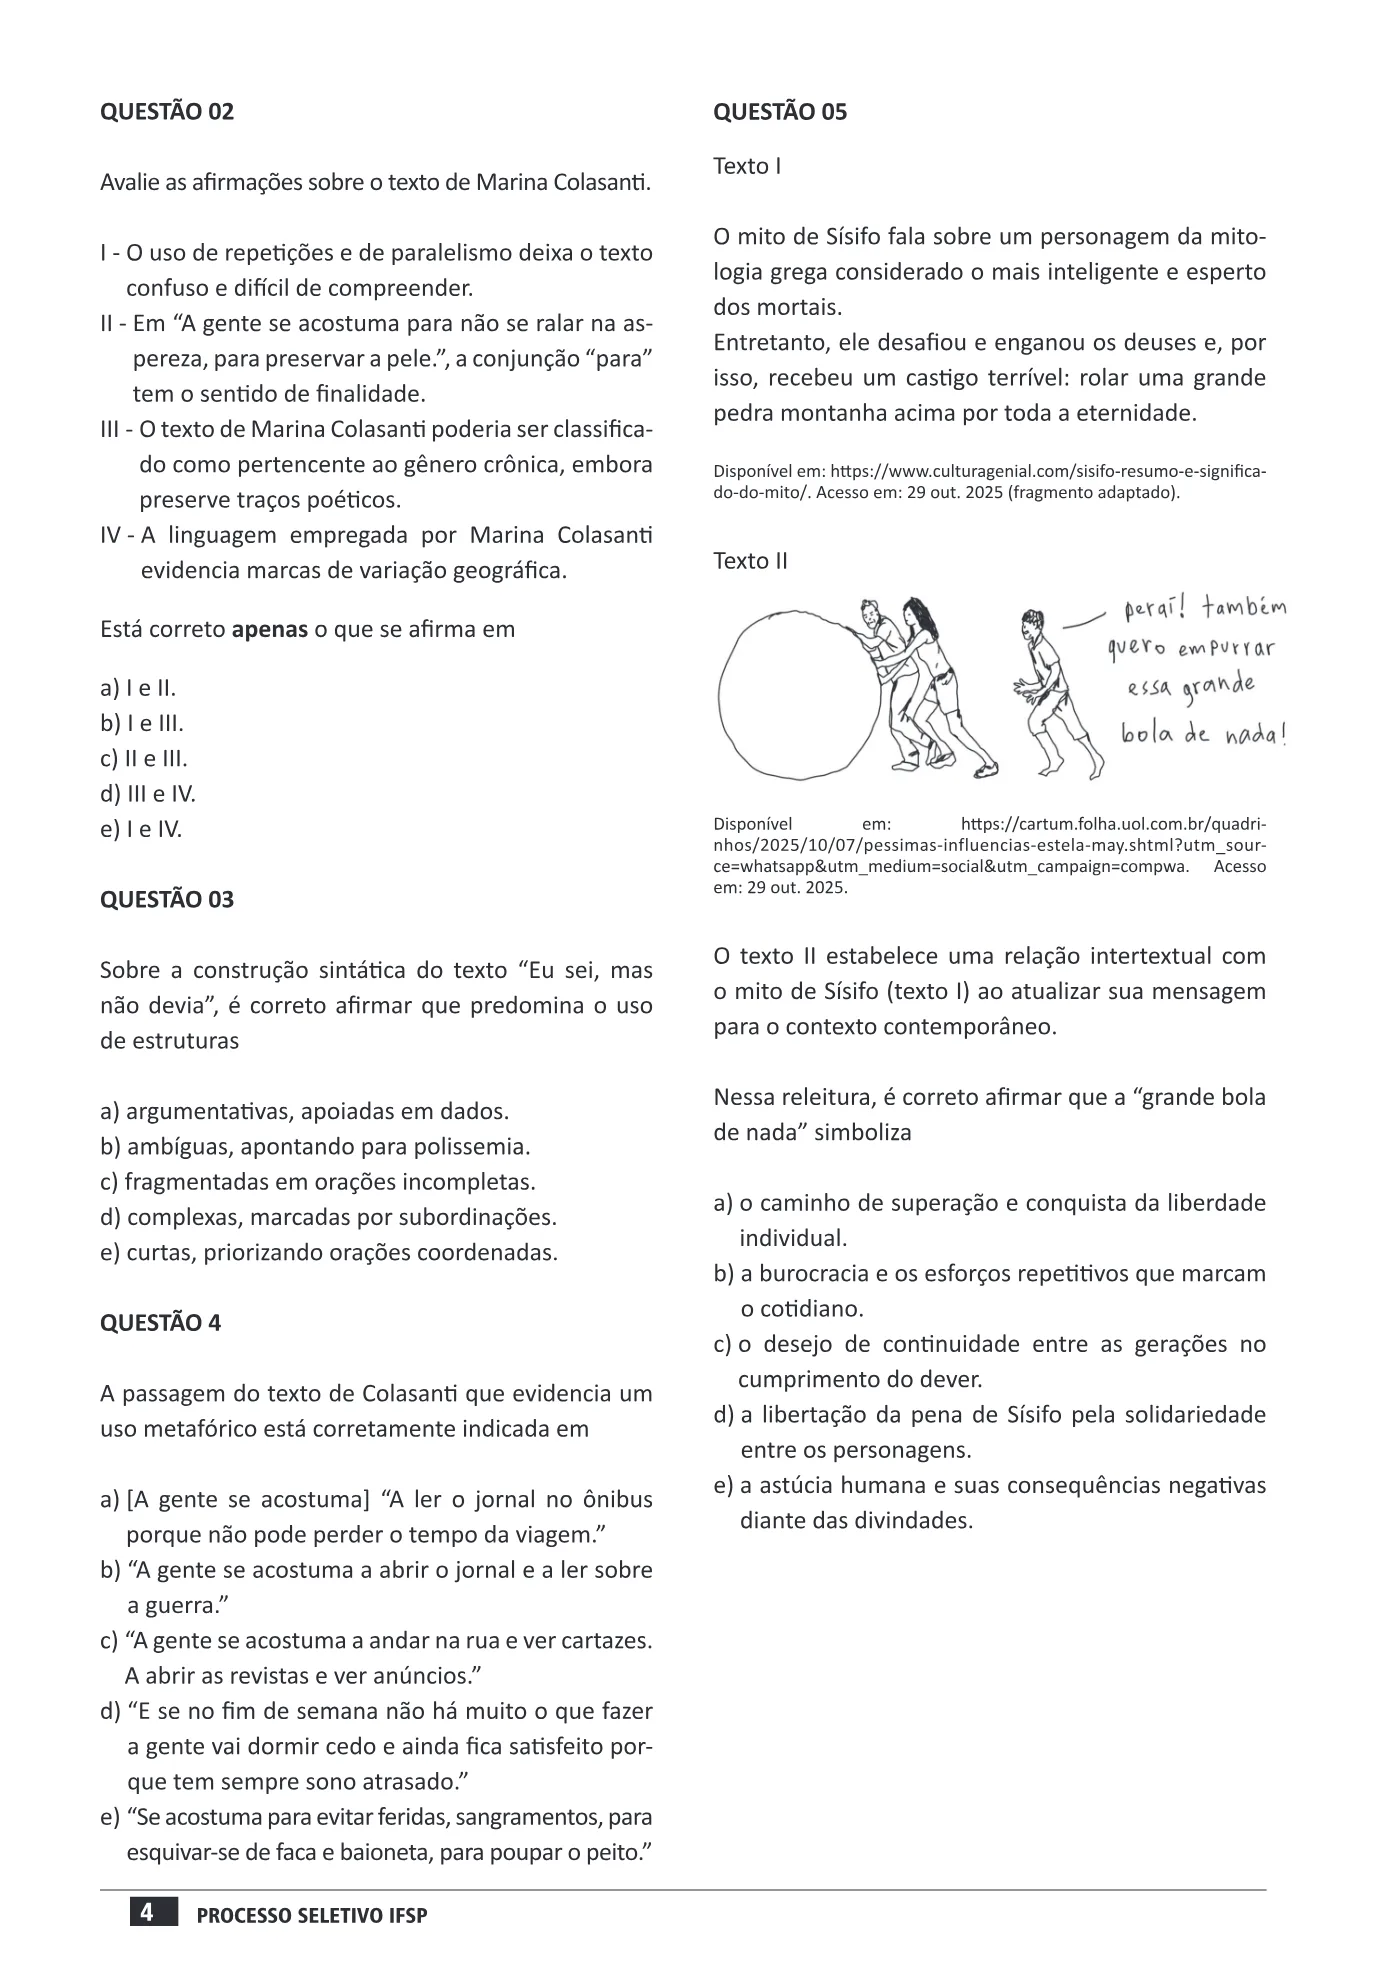 QUESTÃO 02
Avalie as afirmações sobre o texto de Marina Colasanti.
I - O uso de repetições e de paralelismo deixa o texto
confuso e difícil de compreender.
II - Em “A gente se acostuma para não se ralar na as-
pereza, para preservar a pele.”, a conjunção “para”
tem o sentido de finalidade.
III - O texto de Marina Colasanti poderia ser classifica-
do como pertencente ao gênero crônica, embora
preserve traços poéticos.
IV - A linguagem empregada por Marina Colasanti
evidencia marcas de variação geográfica.
Está correto apenas o que se afirma em
a) I e II.
b) I e III.
c) II e III.
d) III e IV.
e) I e IV.
QUESTÃO 03
Sobre a construção sintática do texto “Eu sei, mas
não devia”, é correto afirmar que predomina o uso
de estruturas
a) argumentativas, apoiadas em dados.
b) ambíguas, apontando para polissemia.
c) fragmentadas em orações incompletas.
d) complexas, marcadas por subordinações.
e) curtas, priorizando orações coordenadas.
QUESTÃO 4
A passagem do texto de Colasanti que evidencia um
uso metafórico está corretamente indicada em
a) [A gente se acostuma] “A ler o jornal no ônibus
porque não pode perder o tempo da viagem.”
b) “A gente se acostuma a abrir o jornal e a ler sobre
a guerra.”
c) “A gente se acostuma a andar na rua e ver cartazes.
A abrir as revistas e ver anúncios.”
d) “E se no fim de semana não há muito o que fazer
a gente vai dormir cedo e ainda fica satisfeito por-
que tem sempre sono atrasado.”
e) “Se acostuma para evitar feridas, sangramentos, para
esquivar-se de faca e baioneta, para poupar o peito.”
QUESTÃO 05
Texto I
O mito de Sísifo fala sobre um personagem da mito-
logia grega considerado o mais inteligente e esperto
dos mortais.
Entretanto, ele desafiou e enganou os deuses e, por
isso, recebeu um castigo terrível: rolar uma grande
pedra montanha acima por toda a eternidade.
Disponível em: https://www.culturagenial.com/sisifo-resumo-e-significa-
do-do-mito/. Acesso em: 29 out. 2025 (fragmento adaptado).
Texto II
peraí! também
quero empurrar
essa grande
bola de nada!
Disponível em: https://cartum.folha.uol.com.br/quadri-
nhos/2025/10/07/pessimas-influencias-estela-may.shtml?utm_sour-
ce=whatsapp&utm_medium=social&utm_campaign=compwa. Acesso
em: 29 out. 2025.
O texto II estabelece uma relação intertextual com
o mito de Sísifo (texto I) ao atualizar sua mensagem
para o contexto contemporâneo.
Nessa releitura, é correto afirmar que a “grande bola
de nada” simboliza
a) o caminho de superação e conquista da liberdade
individual.
b) a burocracia e os esforços repetitivos que marcam
o cotidiano.
c) o desejo de continuidade entre as gerações no
cumprimento do dever.
d) a libertação da pena de Sísifo pela solidariedade
entre os personagens.
e) a astúcia humana e suas consequências negativas
diante das divindades.
4 PROCESSO SELETIVO IFSP